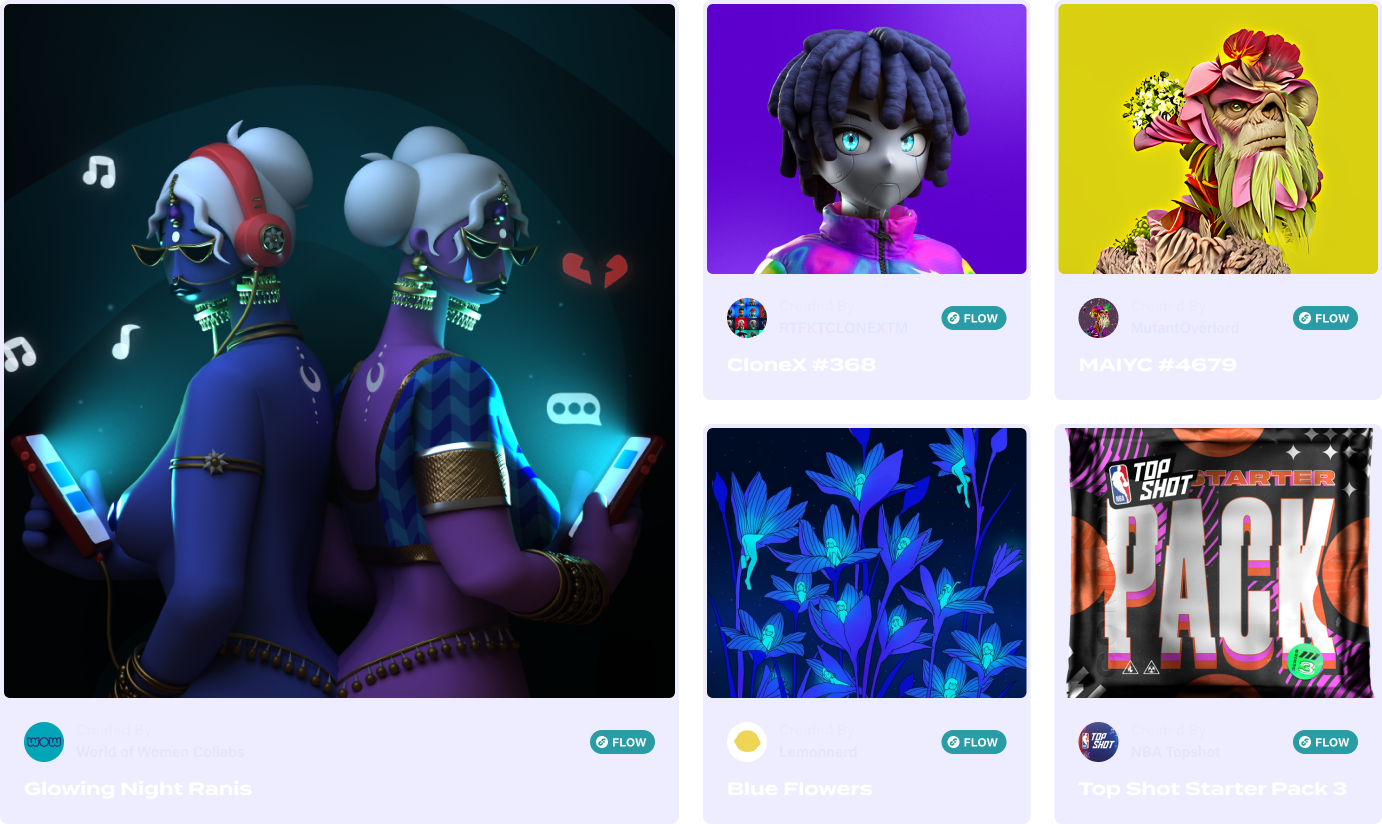 Created By
RTFKTCLONEXTM
FLOW
CloneX #368
Created By
MutantOverlord
FLOW
MAIYC #4679
WOW
Created By
World of Women Collabs
FLOW
Glowing Night Ranis
Created By
Lemonnerd
FLOW
Blue Flowers
TOP
SHOT
NBA
STARTER
PACK
3
TOP
SHOT
Created By
NBA Topshot
FLOW
Top Shot Starter Pack 3